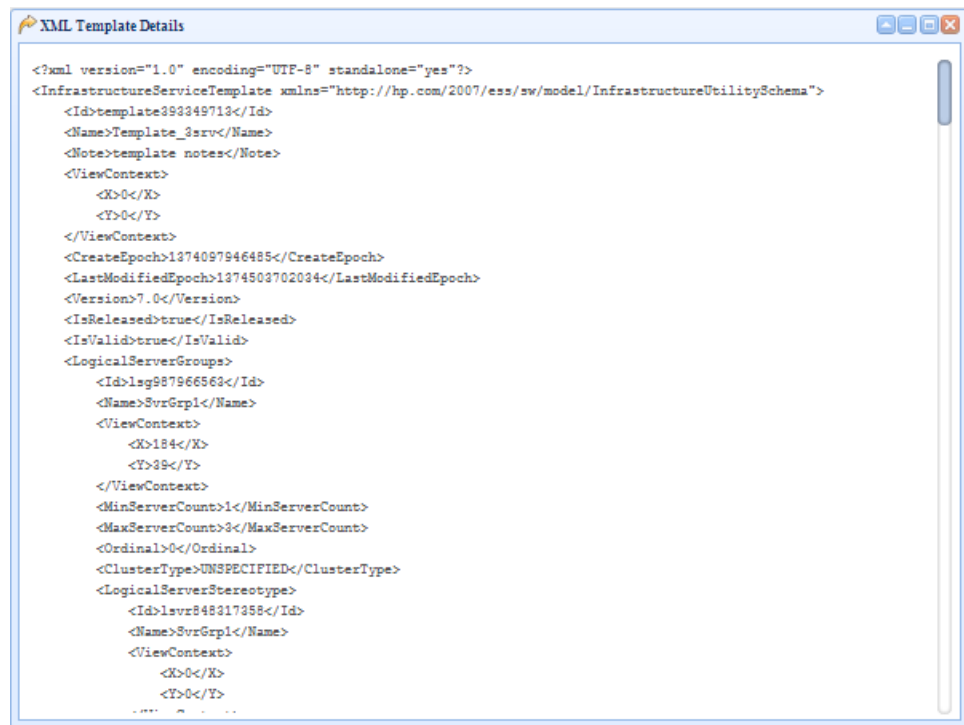 XML Template Details
<?xml version="1.0" encoding="UTF-8" standalone="yes"?>
<InfrastructureServiceTemplate xmlns="http://hp.com/2007/ess/sw/model/InfrastructureUtilitySchema">
    <Id>template393349713</Id>
    <Name>Template_3srv</Name>
    <Note>template notes</Note>
    <ViewContext>
        <X>0</X>
        <Y>0</Y>
    </ViewContext>
    <CreateEpoch>1374097946485</CreateEpoch>
    <LastModifiedEpoch>1374503702034</LastModifiedEpoch>
    <Version>7.0</Version>
    <IsReleased>true</IsReleased>
    <IsValid>true</IsValid>
    <LogicalServerGroups>
        <Id>lsg987966563</Id>
        <Name>SvrGrp1</Name>
        <ViewContext>
            <X>184</X>
            <Y>39</Y>
        </ViewContext>
        <MinServerCount>1</MinServerCount>
        <MaxServerCount>3</MaxServerCount>
        <Ordinal>0</Ordinal>
        <ClusterType>UNSPECIFIED</ClusterType>
        <LogicalServerStereotype>
            <Id>lsvr848317358</Id>
            <Name>SvrGrp1</Name>
            <ViewContext>
                <X>0</X>
                <Y>0</Y>